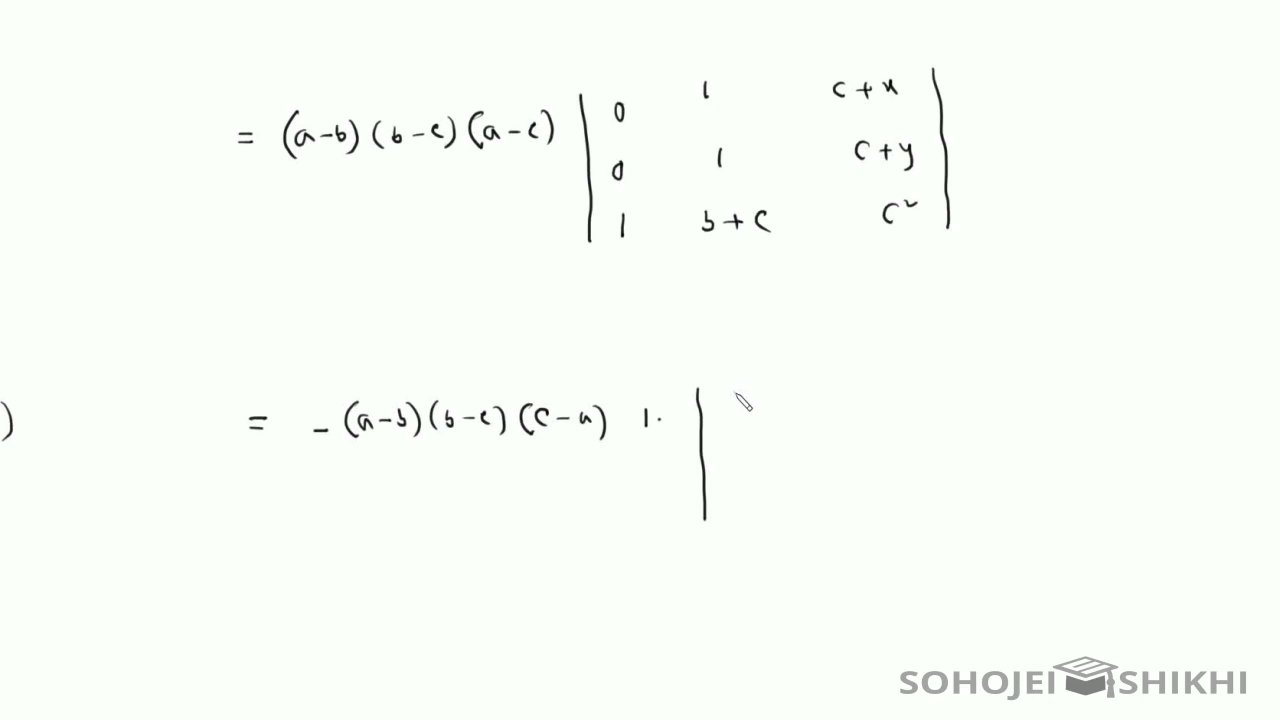 = (a-b) (b-c) (a-c) | 0 1 c+x |
| 0 1 c+y |
| 1 b+c c² |
) = - (a-b) (b-c) (c-a) 1. |
SOHOJEI SHIKHI